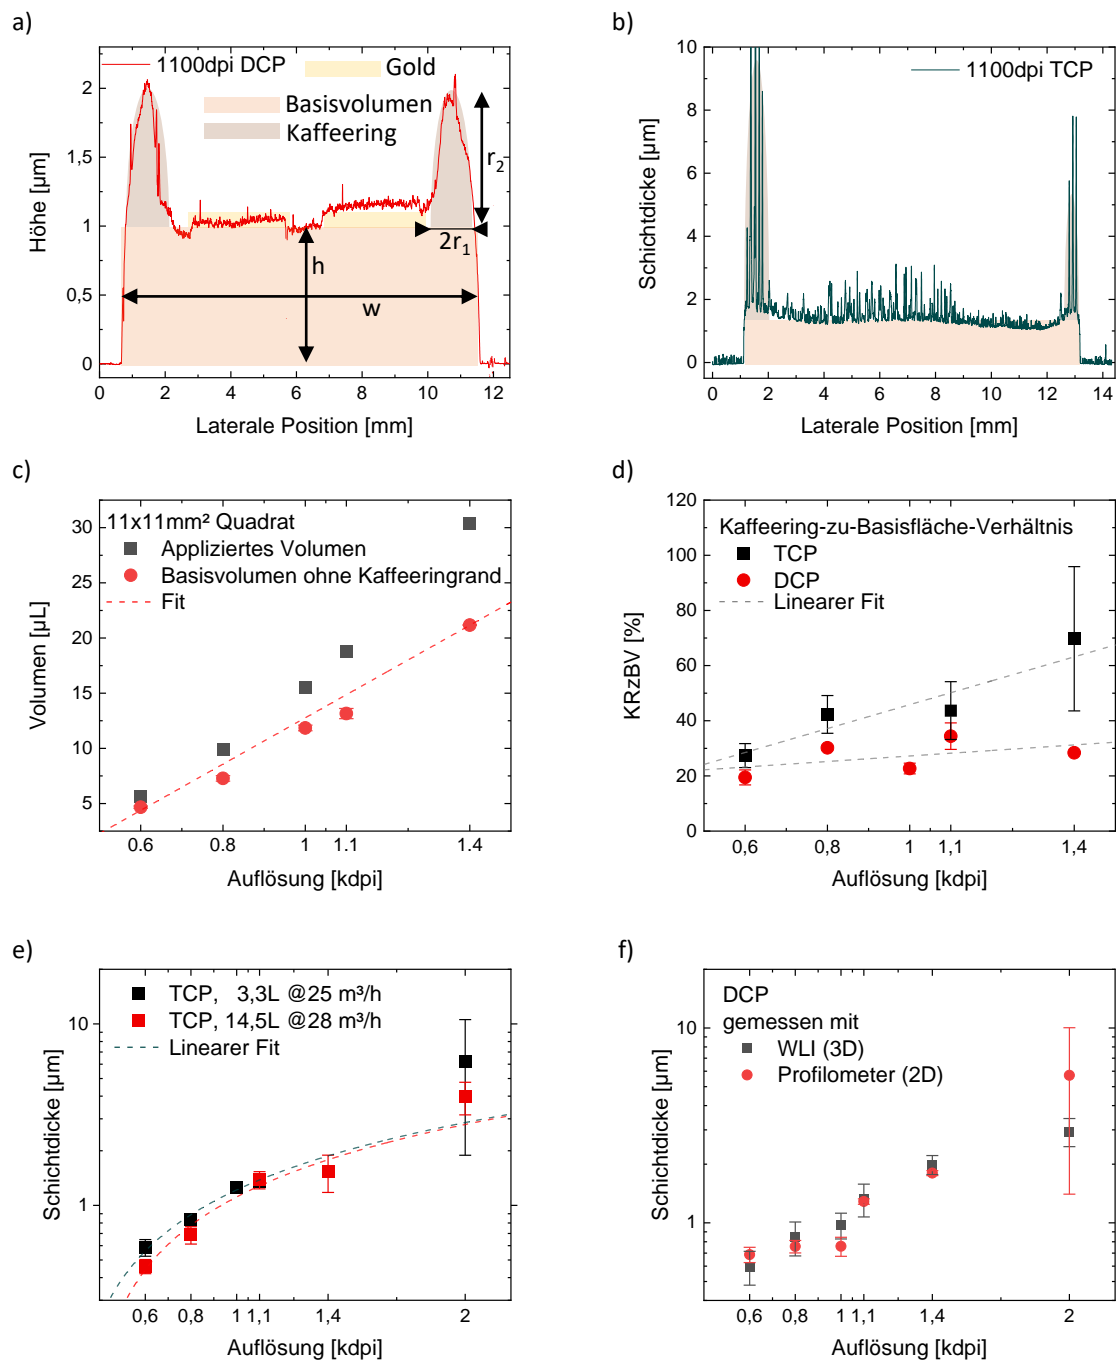 a)
1100dpi DCP
Gold
Basisvolumen
Kaffeering
r2
2r1
h
w
Höhe [µm]
2
1,5
1
0,5
0
0 2 4 6 8 10 12
Laterale Position [mm]
b)
1100dpi TCP
Schichtdicke [µm]
10
8
6
4
2
0
0 2 4 6 8 10 12 14
Laterale Position [mm]
c)
11x11mm² Quadrat
Appliziertes Volumen
Basisvolumen ohne Kaffeeringrand
Fit
Volumen [µL]
30
25
20
15
10
5
0.6 0.8 1 1.1 1.4
Auflösung [kdpi]
d)
Kaffeering-zu-Basisfläche-Verhältnis
TCP
DCP
Linearer Fit
KRzBV [%]
120
100
80
60
40
20
0
0,6 0,8 1 1,1 1,4
Auflösung [kdpi]
e)
TCP, 3,3L @25 m³/h
TCP, 14,5L @28 m³/h
Linearer Fit
Schichtdicke [µm]
10
1
0,6 0,8 1 1,1 1,4 2
Auflösung [kdpi]
f)
DCP
gemessen mit
WLI (3D)
Profilometer (2D)
Schichtdicke [µm]
10
1
0,6 0,8 1 1,1 1,4 2
Auflösung [kdpi]